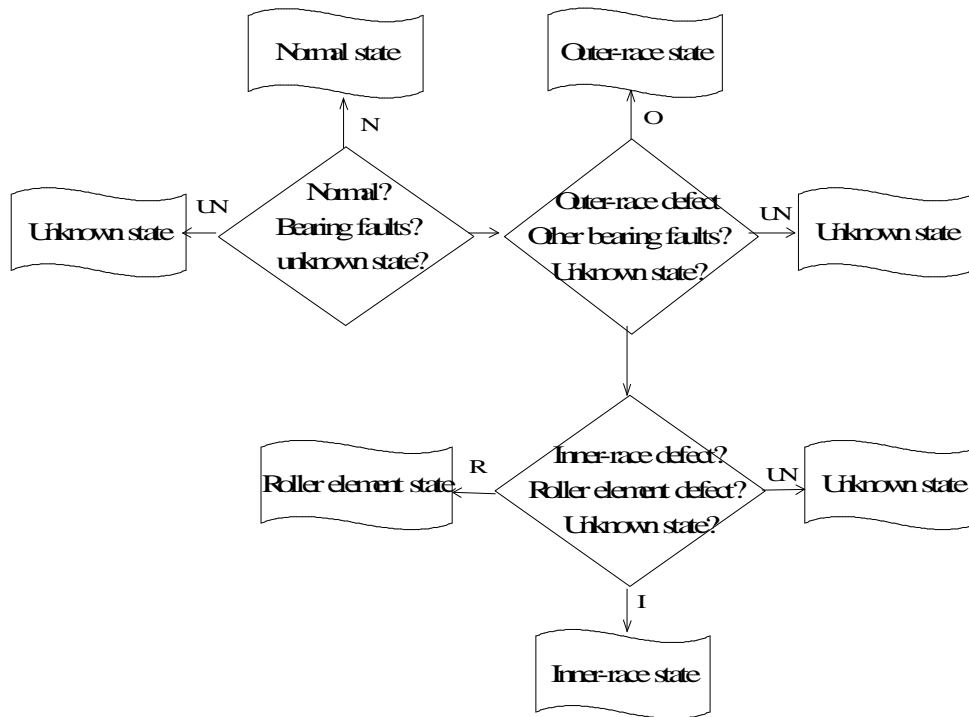 Normal state
Outer-race state
N
O
Normal?
Bearing faults?
unknown state?
UN
Unknown state
Outer-race defect
Other bearing faults?
Unknown state?
UN
Unknown state
Inner-race defect?
Roller element defect?
Unknown state?
R
Roller element state
UN
Unknown state
I
Inner-race state